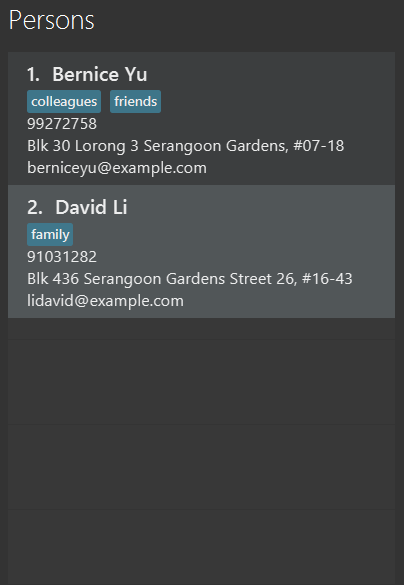 Persons
1. Bernice Yu
colleagues friends
99272758
Blk 30 Lorong 3 Serangoon Gardens, #07-18
berniceyu@example.com
2. David Li
family
91031282
Blk 436 Serangoon Gardens Street 26, #16-43
lidavid@example.com